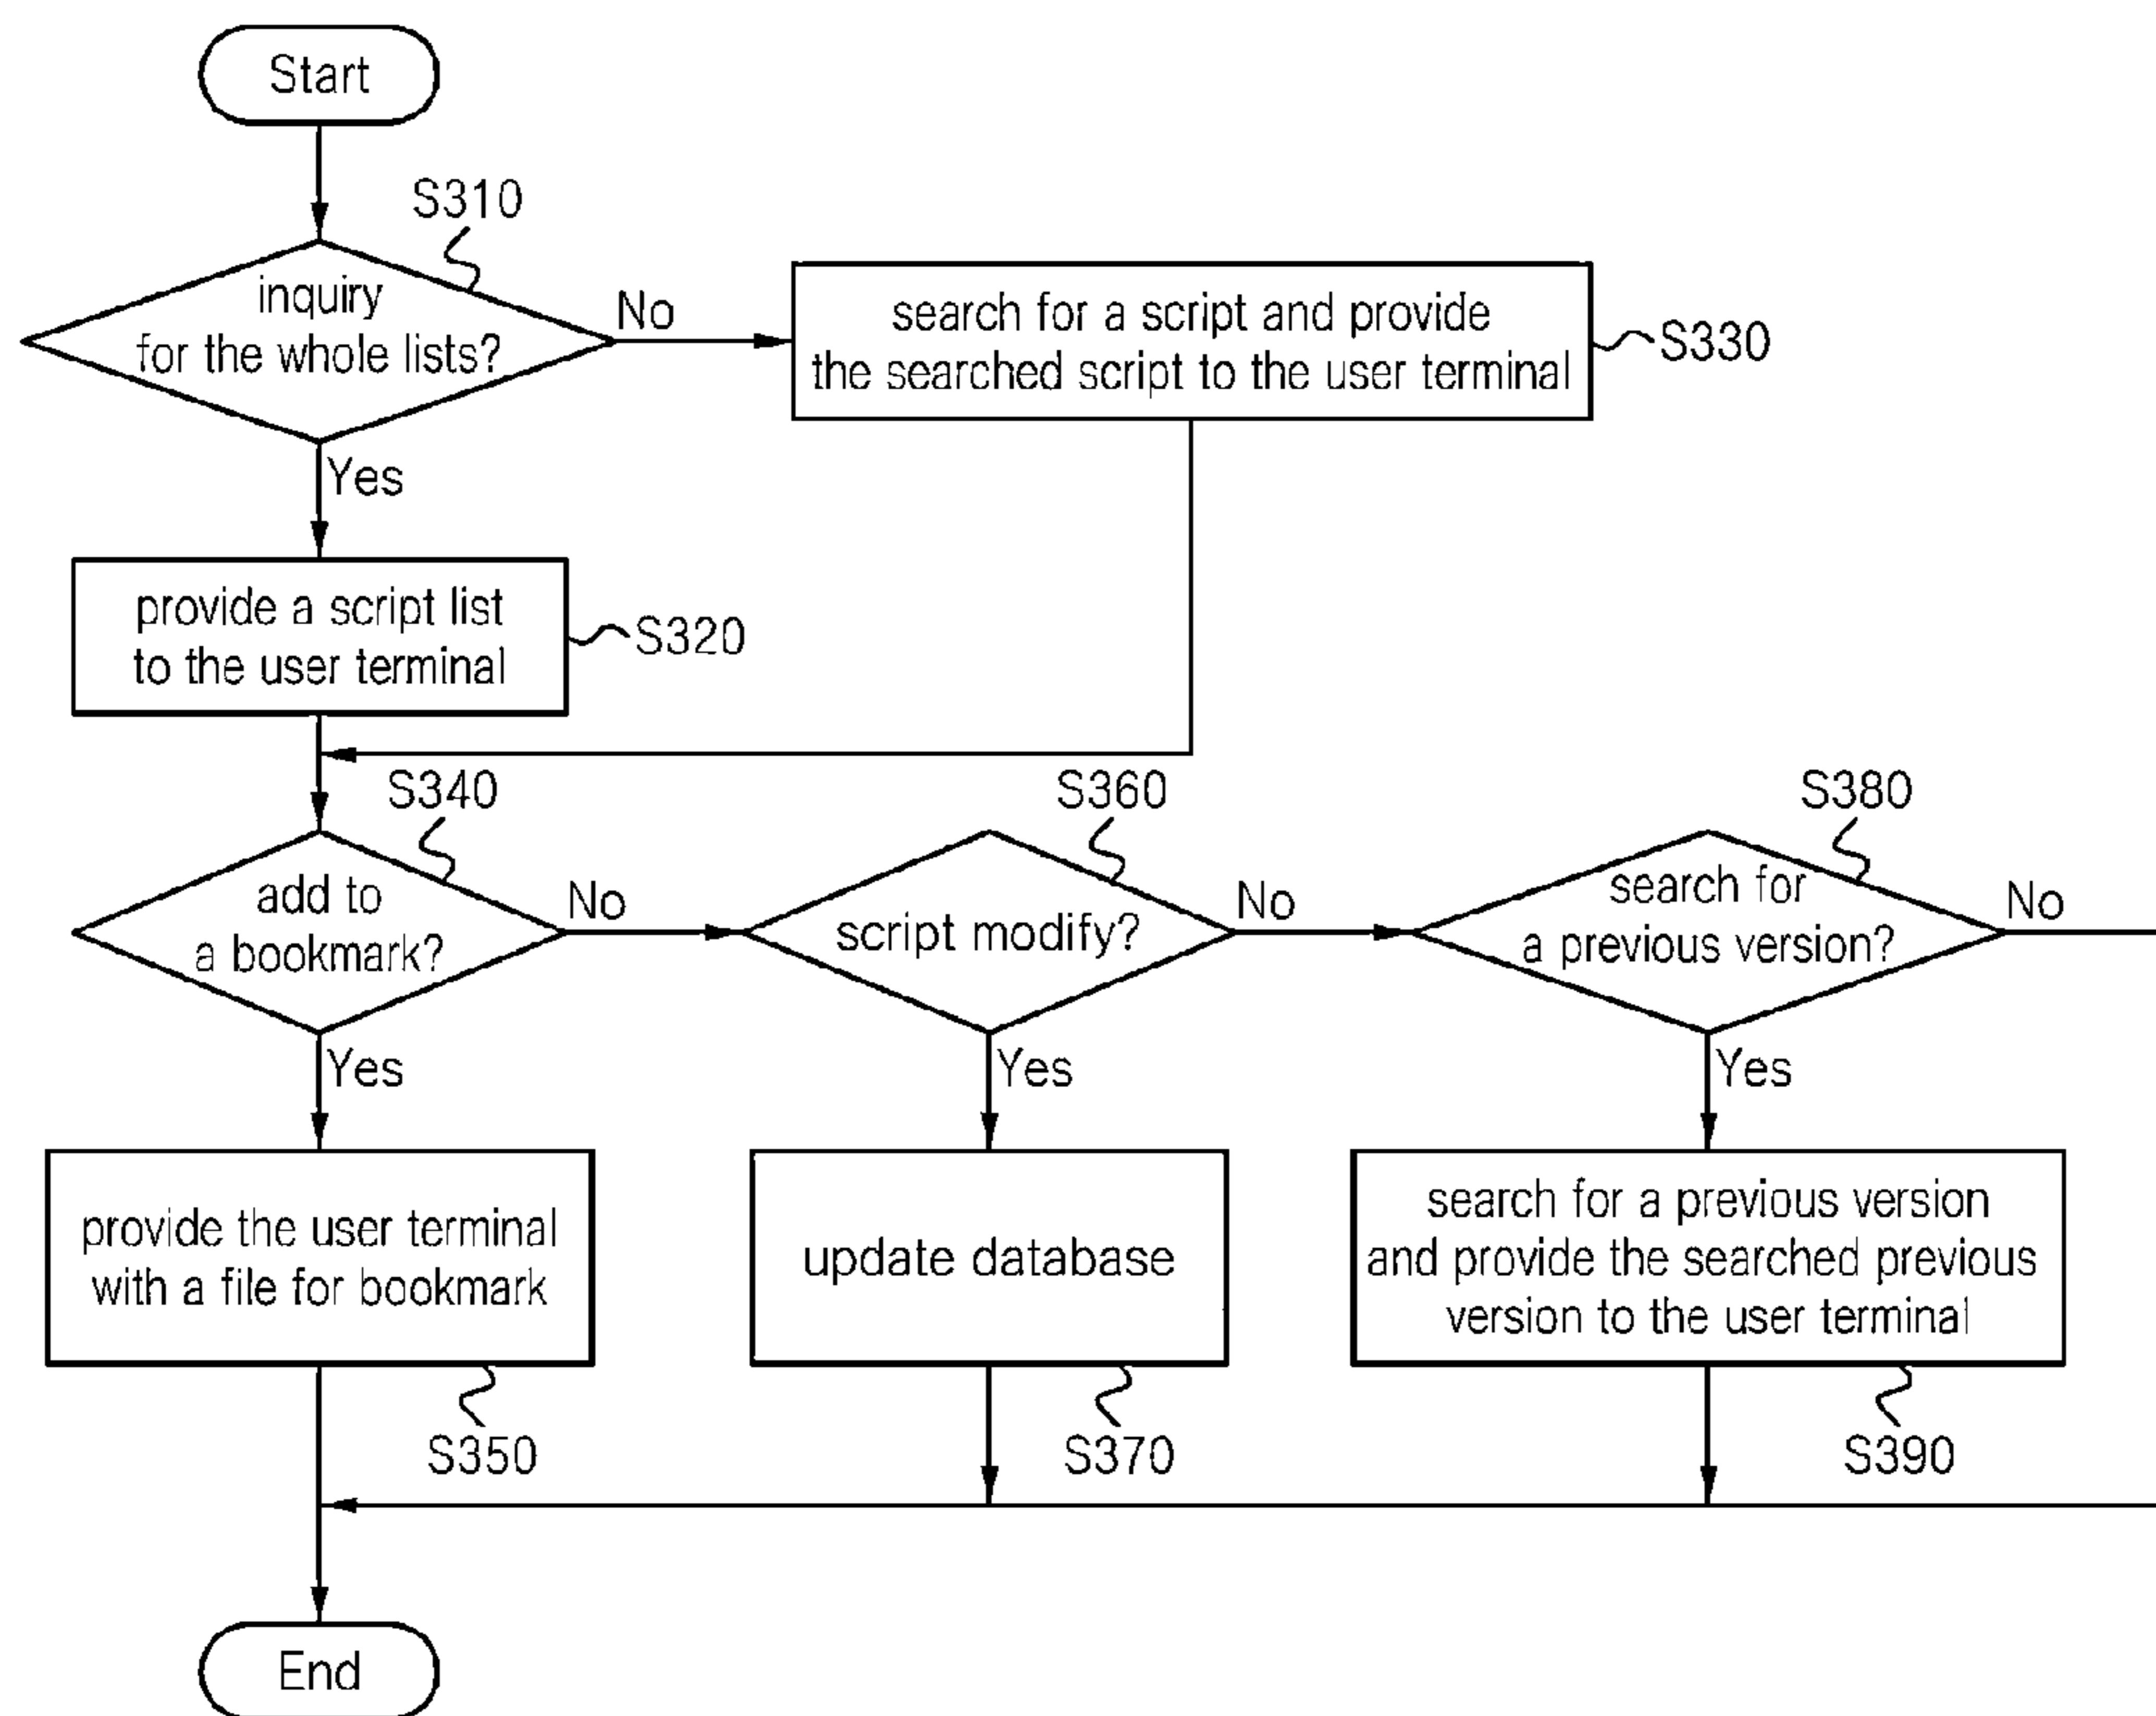 Start
S310
inquiry
for the whole lists?
No
search for a script and provide
the searched script to the user terminal
S330
Yes
provide a script list
to the user terminal
S320
S340
S360
S380
add to
a bookmark?
No
script modify?
No
search for
a previous version?
No
Yes
Yes
Yes
provide the user terminal
with a file for bookmark
update database
search for a previous version
and provide the searched previous
version to the user terminal
S350
S370
S390
End